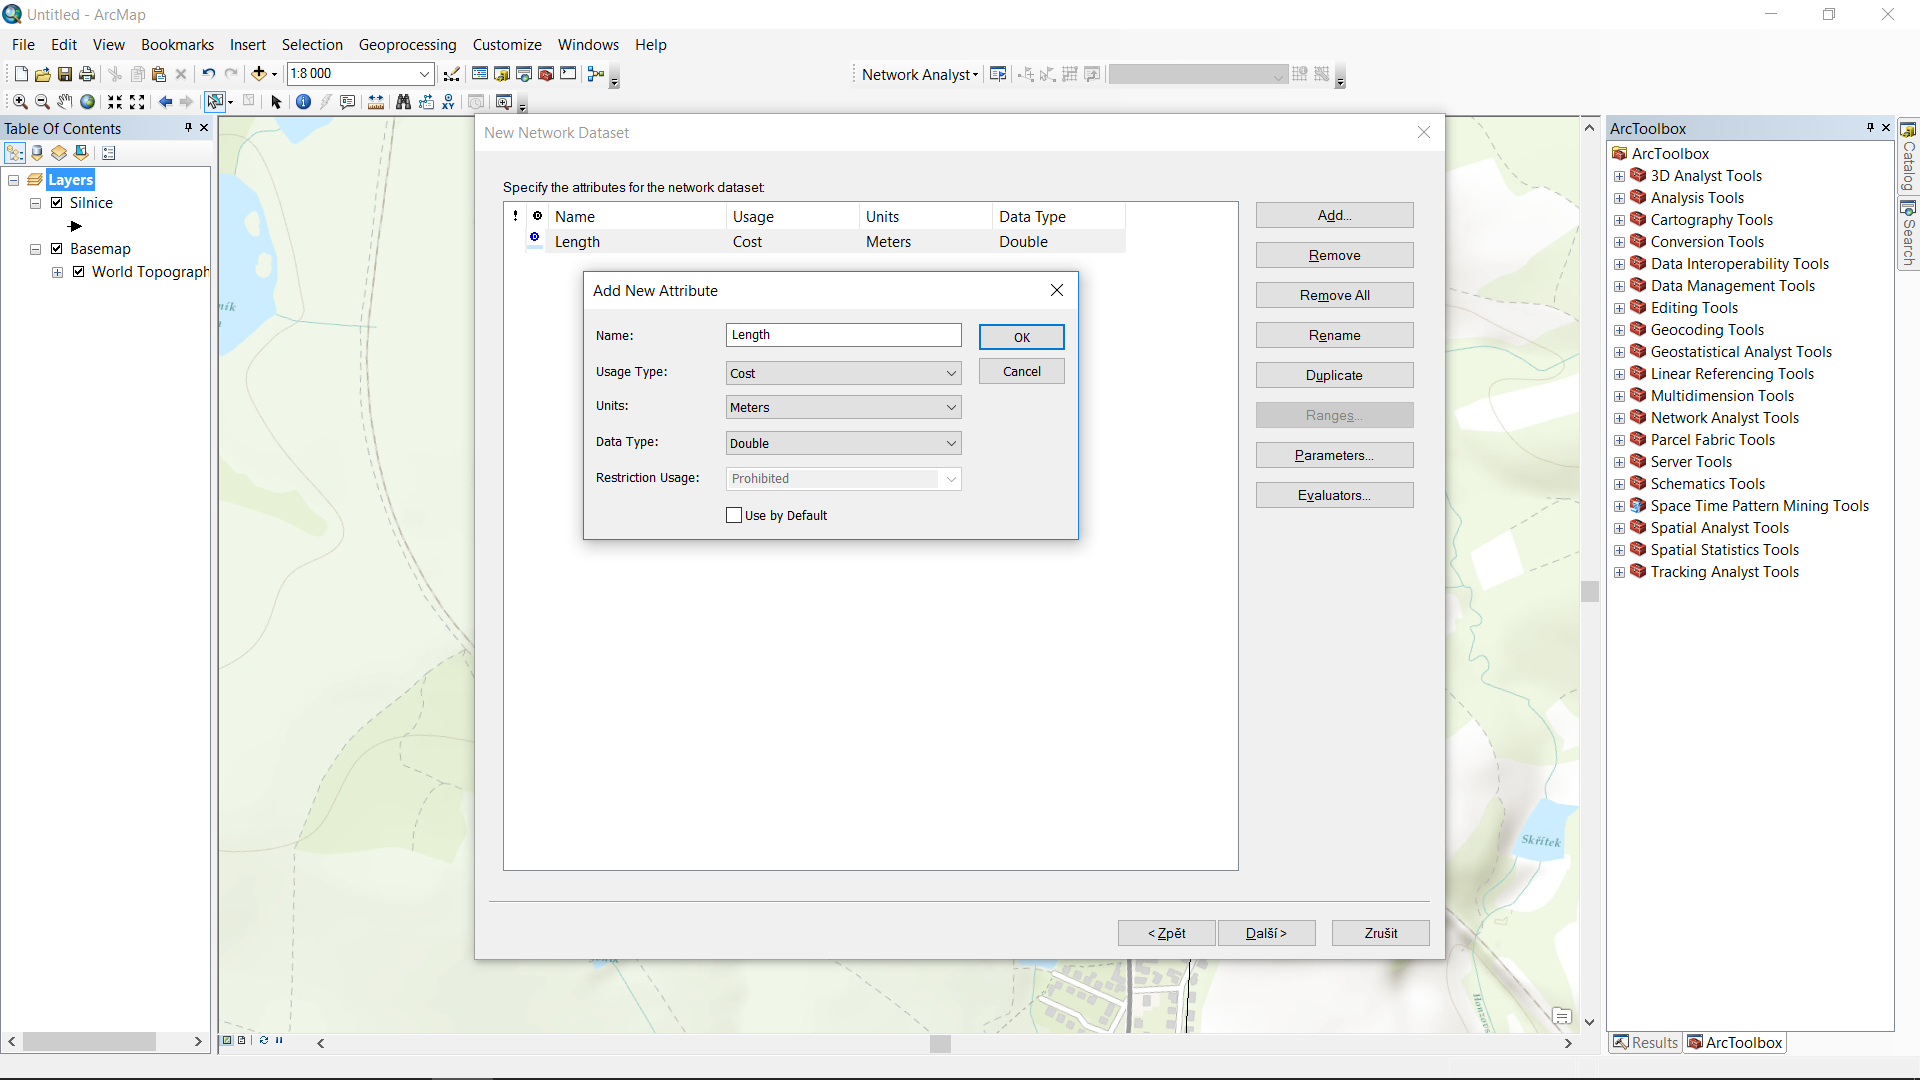 Untitled - ArcMap
File Edit View Bookmarks Insert Selection Geoprocessing Customize Windows Help
1:8 000
Network Analyst
Table Of Contents
Layers
Silnice
Basemap
World Topograph
New Network Dataset
Specify the attributes for the network dataset:
! Name Usage Units Data Type
Length Cost Meters Double
Add...
Remove
Remove All
Rename
Duplicate
Ranges...
Parameters...
Evaluators...
Add New Attribute
Name: Length
OK
Usage Type: Cost
Cancel
Units: Meters
Data Type: Double
Restriction Usage: Prohibited
Use by Default
< Zpět
Další >
Zrušit
ník
Skřítek
ArcToolbox
ArcToolbox
3D Analyst Tools
Analysis Tools
Cartography Tools
Conversion Tools
Data Interoperability Tools
Data Management Tools
Editing Tools
Geocoding Tools
Geostatistical Analyst Tools
Linear Referencing Tools
Multidimension Tools
Network Analyst Tools
Parcel Fabric Tools
Server Tools
Schematics Tools
Space Time Pattern Mining Tools
Spatial Analyst Tools
Spatial Statistics Tools
Tracking Analyst Tools
Results
ArcToolbox
Catalog
Search